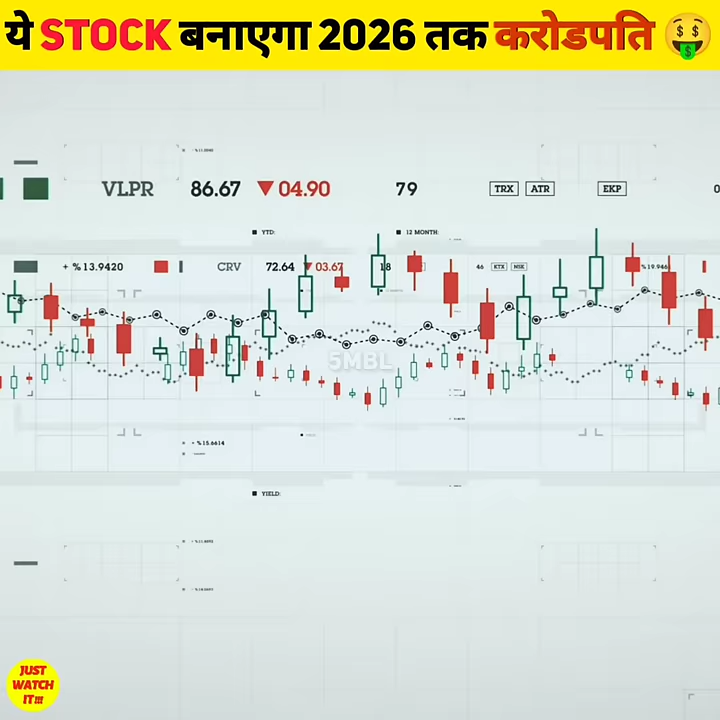 ये STOCK बनाएगा 2026 तक करोडपति
VLPR 86.67 ▼ 04.90 79 TRX ATR EKP
YTD: 12 MONTH:
+ %13.9420 CRV 72.64 ▼ 03.67 18 46 KTX NSK
5MBL
+ %15.6614
YIELD:
JUST
WATCH
IT!!!